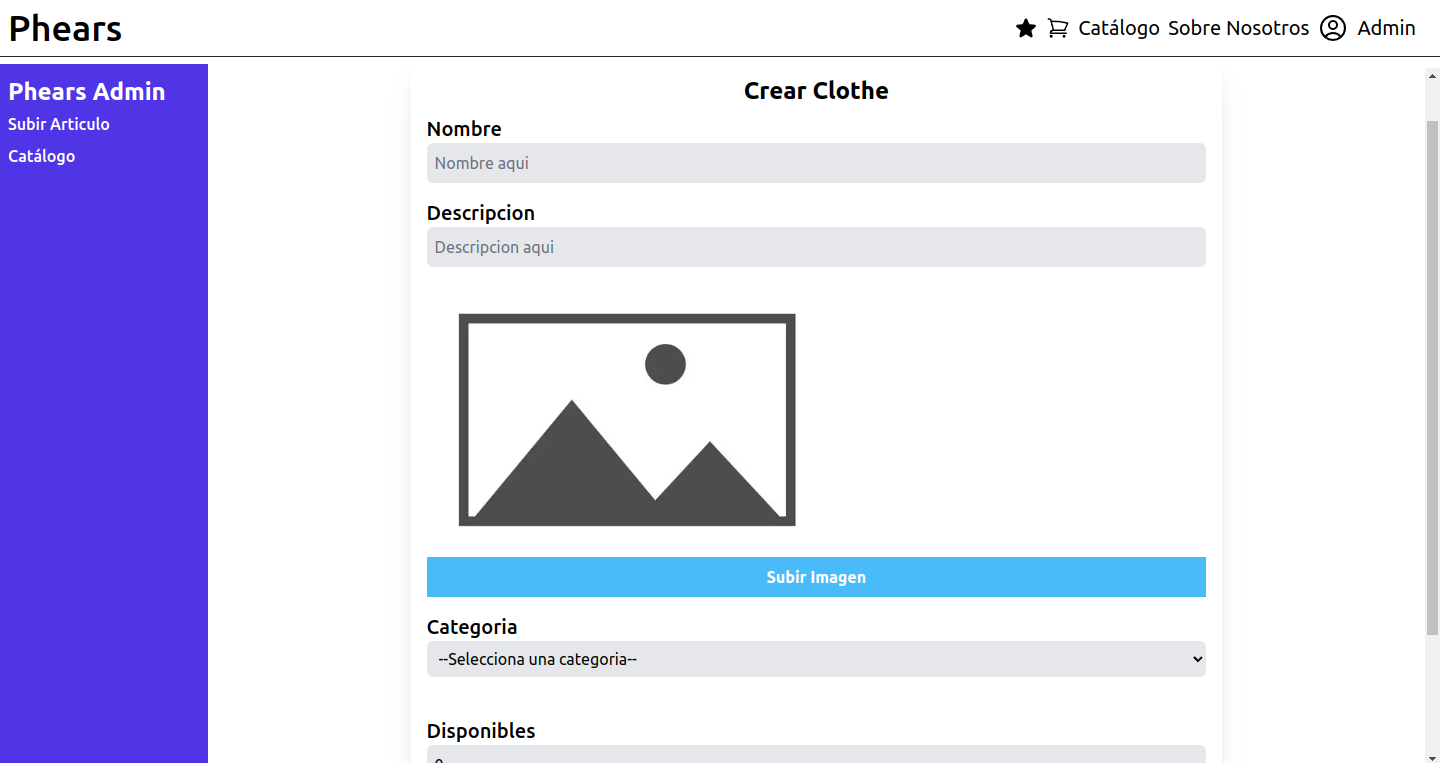 Phears
Catálogo Sobre Nosotros Admin
Phears Admin
Subir Articulo
Catálogo
Crear Clothe
Nombre
Nombre aqui
Descripcion
Descripcion aqui
Subir Imagen
Categoria
--Selecciona una categoria--
Disponibles